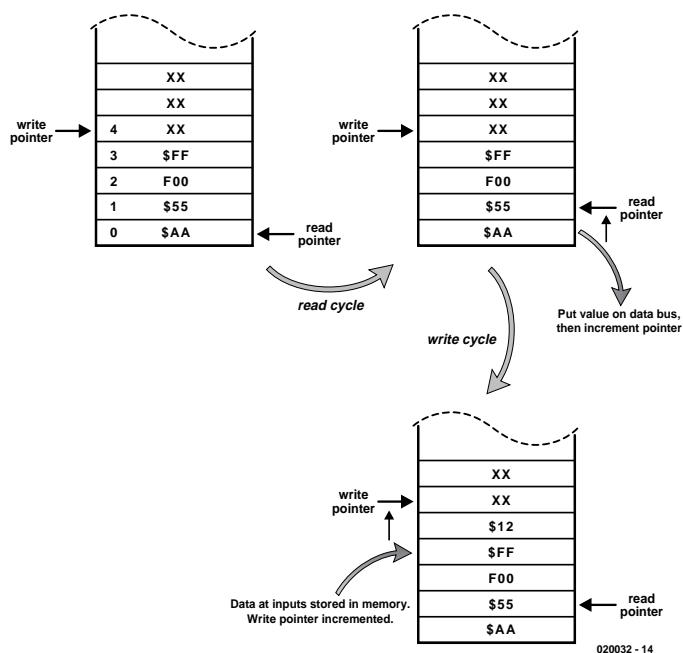 XX
XX
write
pointer
4 XX
3 $FF
2 F00
1 $55
0 $AA
read
pointer
read cycle
XX
XX
write
pointer
XX
$FF
F00
$55
read
pointer
$AA
Put value on data bus,
then increment pointer
write cycle
XX
write
pointer
XX
$12
$FF
F00
Data at inputs stored in memory.
Write pointer incremented.
$55
read
pointer
$AA
020032 - 14